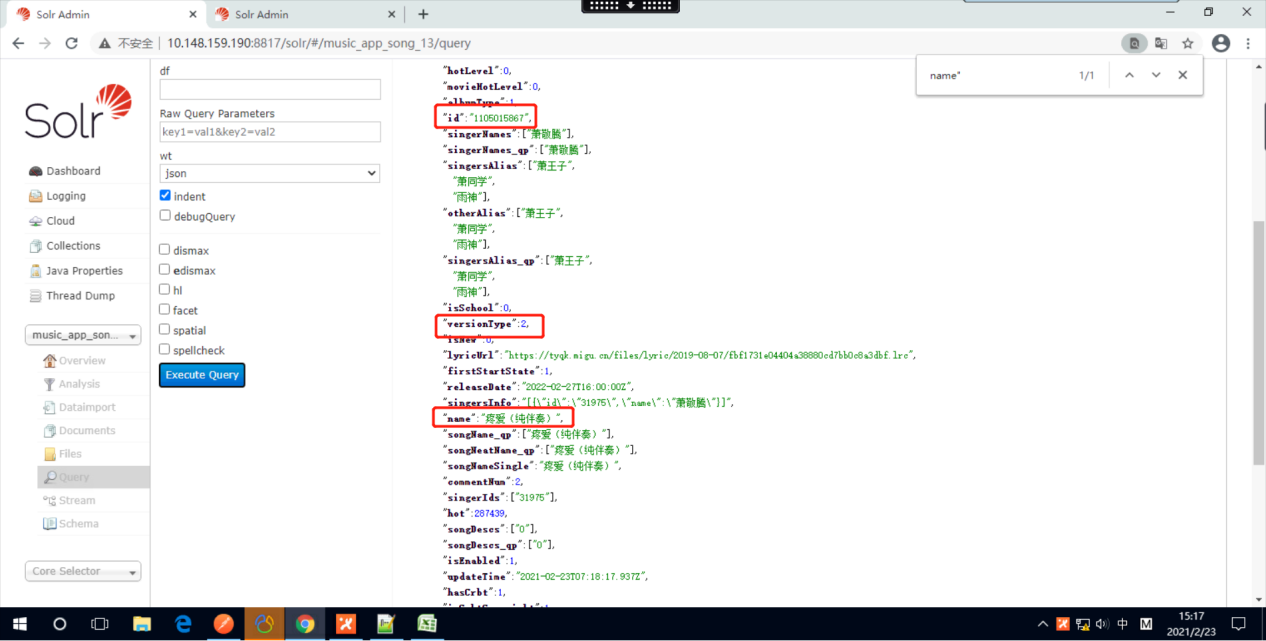 Solr Admin
Solr Admin
不安全 | 10.148.159.190:8817/solr/#/music_app_song_13/query
name"
1/1
Solr
Dashboard
Logging
Cloud
Collections
Java Properties
Thread Dump
music_app_son...
Overview
Analysis
Dataimport
Documents
Files
Query
Stream
Schema
Core Selector
df
Raw Query Parameters
key1=val1&key2=val2
wt
json
indent
debugQuery
dismax
edismax
hl
facet
spatial
spellcheck
Execute Query
"hotLevel":0,
"movieHotLevel":0,
"albumType":1,
"id":"1105015867",
"singerNames":["萧敬腾"],
"singerNames_qp":["萧敬腾"],
"singersAlias":["萧王子",
"萧同学",
"雨神"],
"otherAlias":["萧王子",
"萧同学",
"雨神"],
"singersAlias_qp":["萧王子",
"萧同学",
"雨神"],
"isSchool":0,
"versionType":2,
"isNew":0,
"lyricUrl":"https://tyqk.migu.cn/files/lyric/2019-08-07/fbf1731e04404a38880cd7bb0c8a3dbf.lrc",
"firstStartState":1,
"releaseDate":"2022-02-27T16:00:00Z",
"singersInfo":"[{\"id\":\"31975\",\"name\":\"萧敬腾\"}]",
"name":"疼爱（纯伴奏）",
"songName_qp":["疼爱（纯伴奏）"],
"songNeatName_qp":["疼爱（纯伴奏）"],
"songNameSingle":"疼爱（纯伴奏）",
"commentNum":2,
"singerIds":["31975"],
"hot":287439,
"songDescs":["0"],
"songDescs_qp":["0"],
"isEnabled":1,
"updateTime":"2021-02-23T07:18:17.937Z",
"hasCrbt":1,
中
M
15:17
2021/2/23